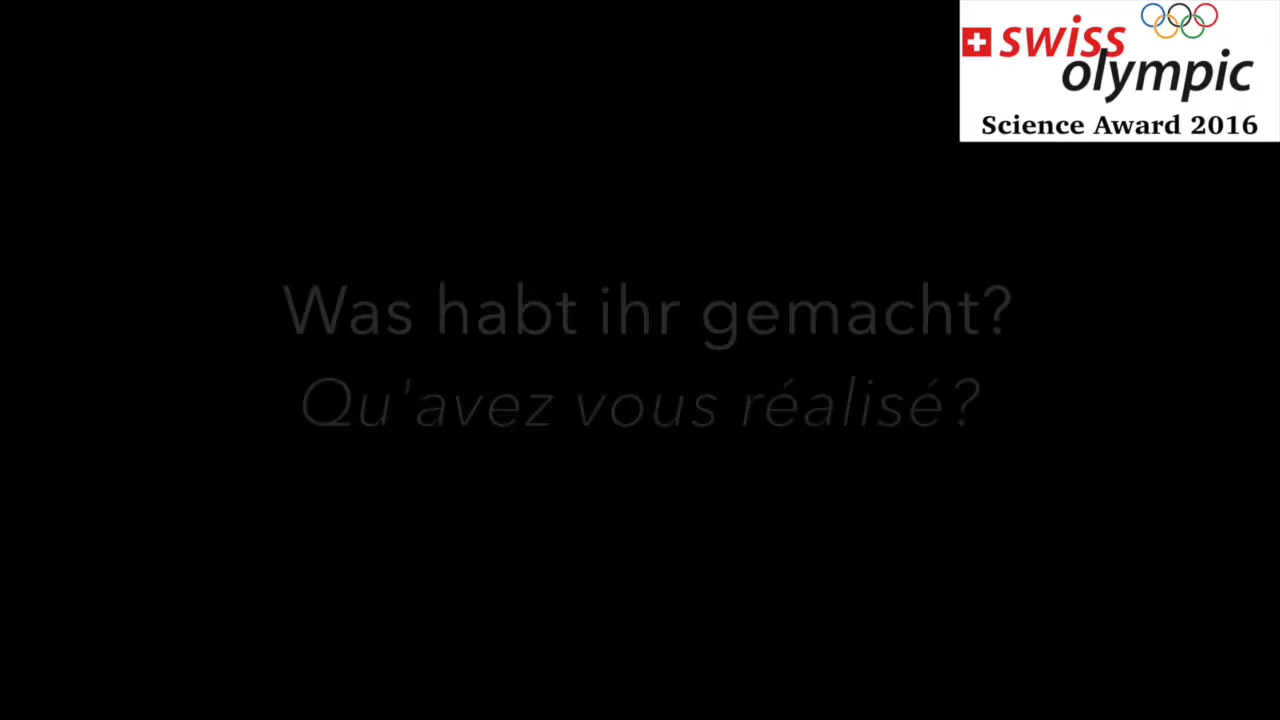 swiss
olympic
Science Award 2016
Was habt ihr gemacht?
Qu'avez vous réalisé?